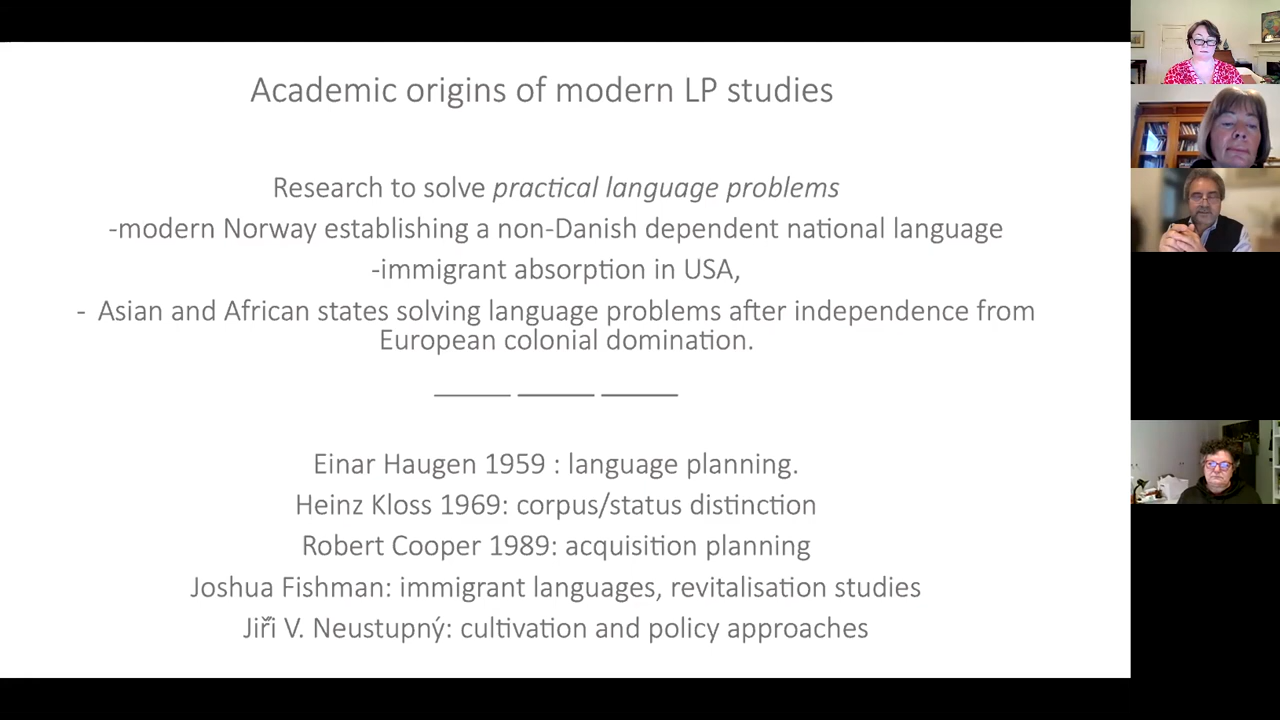 Academic origins of modern LP studies
Research to solve practical language problems
-modern Norway establishing a non-Danish dependent national language
-immigrant absorption in USA,
- Asian and African states solving language problems after independence from
European colonial domination.
Einar Haugen 1959 : language planning.
Heinz Kloss 1969: corpus/status distinction
Robert Cooper 1989: acquisition planning
Joshua Fishman: immigrant languages, revitalisation studies
Jiří V. Neustupný: cultivation and policy approaches